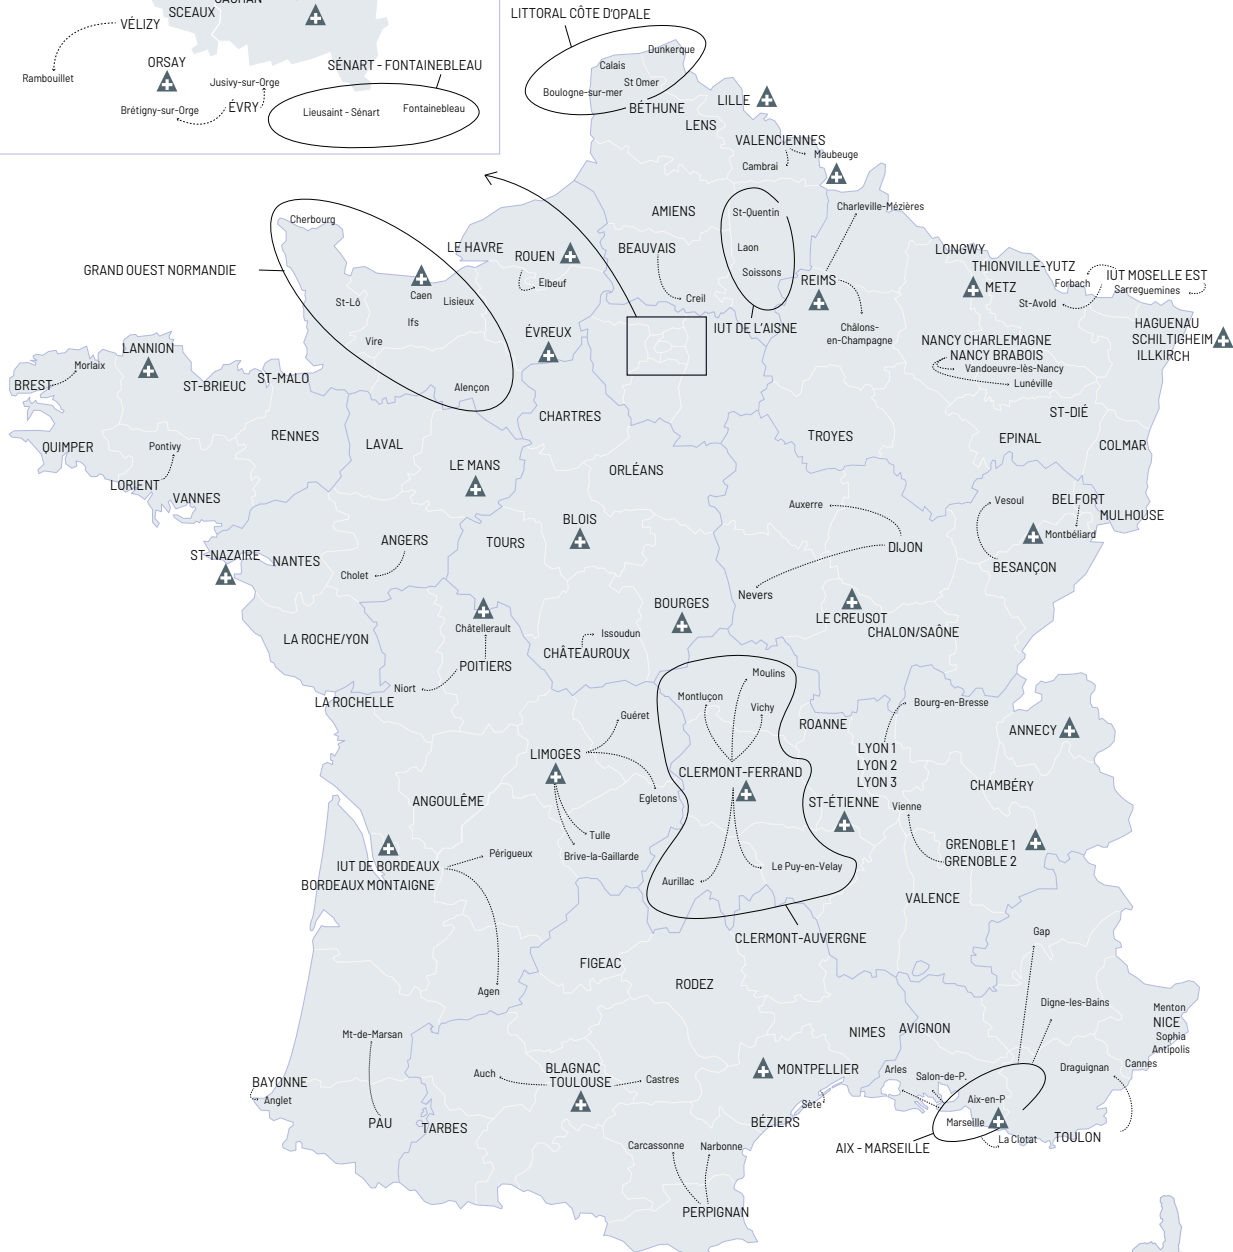 SCEAUX
VÉLIZY
Rambouillet
ORSAY
Jusivy-sur-Orge
Brétigny-sur-Orge
ÉVRY
SÉNART - FONTAINEBLEAU
Lieusaint - Sénart
Fontainebleau
LITTORAL CÔTE D'OPALE
Dunkerque
Calais
St Omer
Boulogne-sur-mer
BÉTHUNE
LILLE
LENS
VALENCIENNES
Maubeuge
Cambrai
Cherbourg
GRAND OUEST NORMANDIE
Caen
St-Lô
Lisieux
Ifs
Vire
Alençon
LE HAVRE
ROUEN
Elbeuf
ÉVREUX
AMIENS
BEAUVAIS
Creil
St-Quentin
Laon
Soissons
IUT DE L'AISNE
Charleville-Mézières
REIMS
Châlons-
en-Champagne
LONGWY
THIONVILLE-YUTZ
METZ
Forbach
IUT MOSELLE EST
Sarreguemines
St-Avold
HAGUENAU
SCHILTIGHEIM
ILLKIRCH
NANCY CHARLEMAGNE
NANCY BRABOIS
Vandoeuvre-lès-Nancy
Lunéville
ST-DIÉ
EPINAL
COLMAR
TROYES
LANNION
Morlaix
BREST
ST-BRIEUC
ST-MALO
QUIMPER
Pontivy
LORIENT
VANNES
RENNES
LAVAL
LE MANS
CHARTRES
ORLÉANS
BLOIS
TOURS
ANGERS
Cholet
ST-NAZAIRE
NANTES
LA ROCHE/YON
Auxerre
DIJON
Nevers
Vesoul
BELFORT
MULHOUSE
Montbéliard
BESANÇON
LE CREUSOT
CHALON/SAÔNE
BOURGES
Issoudun
CHÂTEAUROUX
Châtellerault
POITIERS
Niort
LA ROCHELLE
Guéret
LIMOGES
Egletons
Tulle
Brive-la-Gaillarde
ANGOULÊME
Moulins
Montluçon
Vichy
CLERMONT-FERRAND
Aurillac
Le Puy-en-Velay
CLERMONT-AUVERGNE
ROANNE
Bourg-en-Bresse
LYON 1
LYON 2
LYON 3
ANNECY
CHAMBÉRY
ST-ÉTIENNE
Vienne
GRENOBLE 1
GRENOBLE 2
VALENCE
IUT DE BORDEAUX
BORDEAUX MONTAIGNE
Périgueux
Agen
FIGEAC
RODEZ
Gap
Digne-les-Bains
Menton
NICE
Sophia
Antipolis
Cannes
Draguignan
NIMES
AVIGNON
Arles
Salon-de-P.
Aix-en-P
Marseille
La Ciotat
TOULON
AIX - MARSEILLE
MONTPELLIER
Sète
BÉZIERS
Mt-de-Marsan
BAYONNE
Anglet
PAU
TARBES
Auch
BLAGNAC
TOULOUSE
Castres
Carcassonne
Narbonne
PERPIGNAN